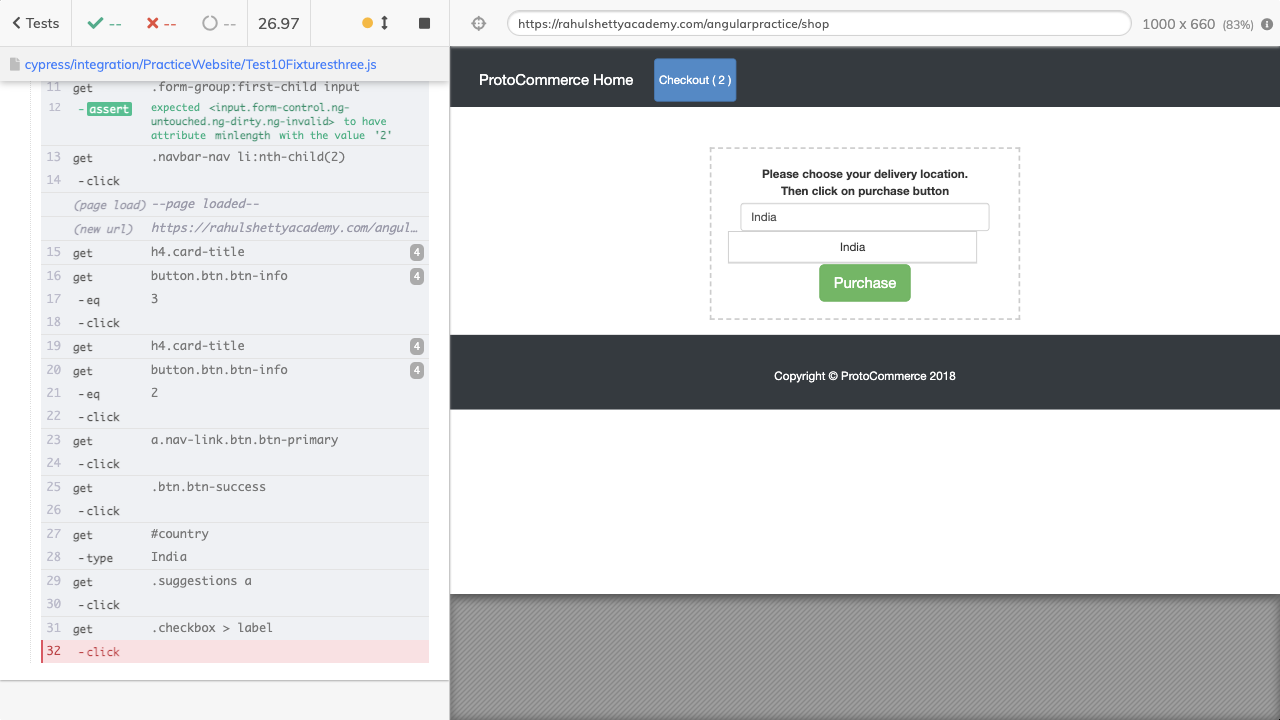 Tests
--
--
--
26.97
cypress/integration/PracticeWebsite/Test10Fixturesthree.js
11 get .form-group:first-child input
12 -assert expected <input.form-control.ng-
untouched.ng-dirty.ng-invalid> to have
attribute minlength with the value '2'
13 get .navbar-nav li:nth-child(2)
14 -click
(page load) --page loaded--
(new url) https://rahulshettyacademy.com/angul…
15 get h4.card-title 4
16 get button.btn.btn-info 4
17 -eq 3
18 -click
19 get h4.card-title 4
20 get button.btn.btn-info 4
21 -eq 2
22 -click
23 get a.nav-link.btn.btn-primary
24 -click
25 get .btn.btn-success
26 -click
27 get #country
28 -type India
29 get .suggestions a
30 -click
31 get .checkbox > label
32 -click
https://rahulshettyacademy.com/angularpractice/shop
1000 x 660 (83%)
ProtoCommerce Home
Checkout ( 2 )
Please choose your delivery location.
Then click on purchase button
India
India
Purchase
Copyright © ProtoCommerce 2018